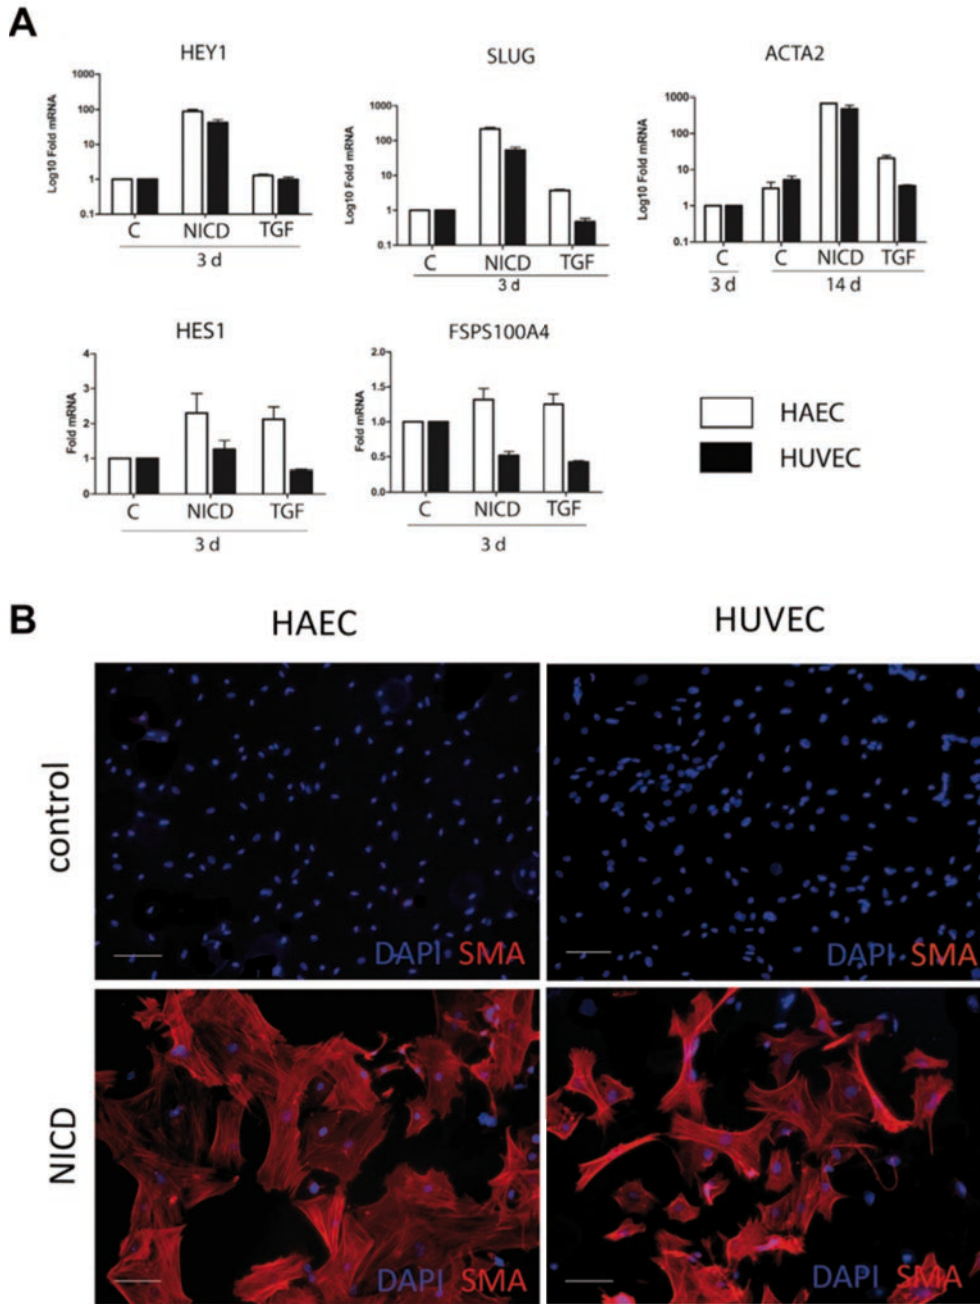 A
HEY1
Log10 Fold mRNA
1000
100
10
1
0.1
C NICD TGF
3 d
SLUG
Log10 Fold mRNA
1000
100
10
1
0.1
C NICD TGF
3 d
ACTA2
Log10 Fold mRNA
1000
100
10
1
0.1
C C NICD TGF
3 d 14 d
HES1
Fold mRNA
4
3
2
1
0
C NICD TGF
3 d
FSPS100A4
Fold mRNA
2.0
1.5
1.0
0.5
0.0
C NICD TGF
3 d
HAEC
HUVEC
B
HAEC HUVEC
control
DAPI SMA
DAPI SMA
NICD
DAPI SMA
DAPI SMA